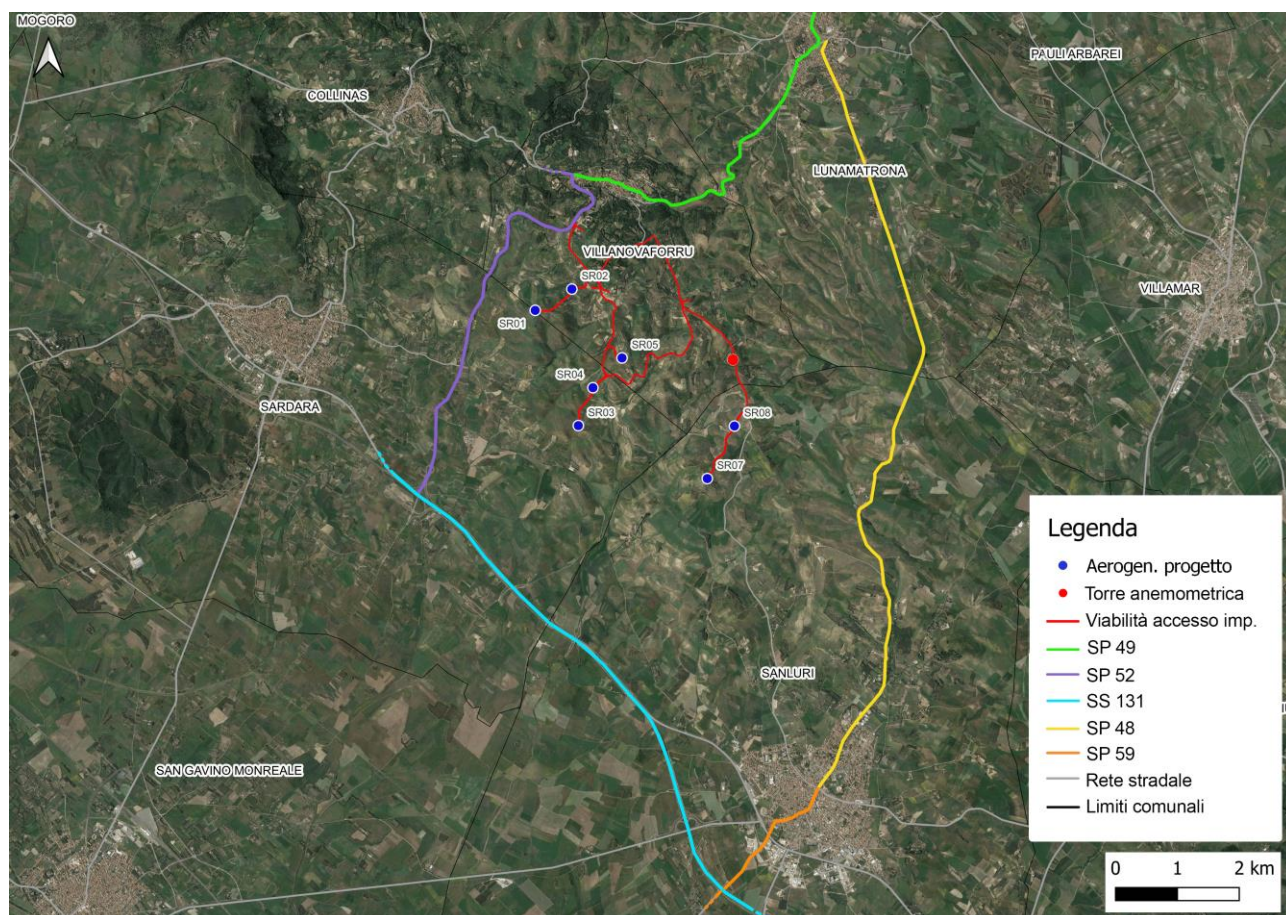 MOGORO
PAULI ARBAREI
COLLINAS
LUNAMATRONA
VILLANOVAFORRU
SR02
VILLAMAR
SR01
SR05
SR04
SARDARA
SR03
SR08
SR07
SANLURI
SAN GAVINO MONREALE
Legenda
Aerogen. progetto
Torre anemometrica
Viabilità accesso imp.
SP 49
SP 52
SS 131
SP 48
SP 59
Rete stradale
Limiti comunali
0 1 2 km